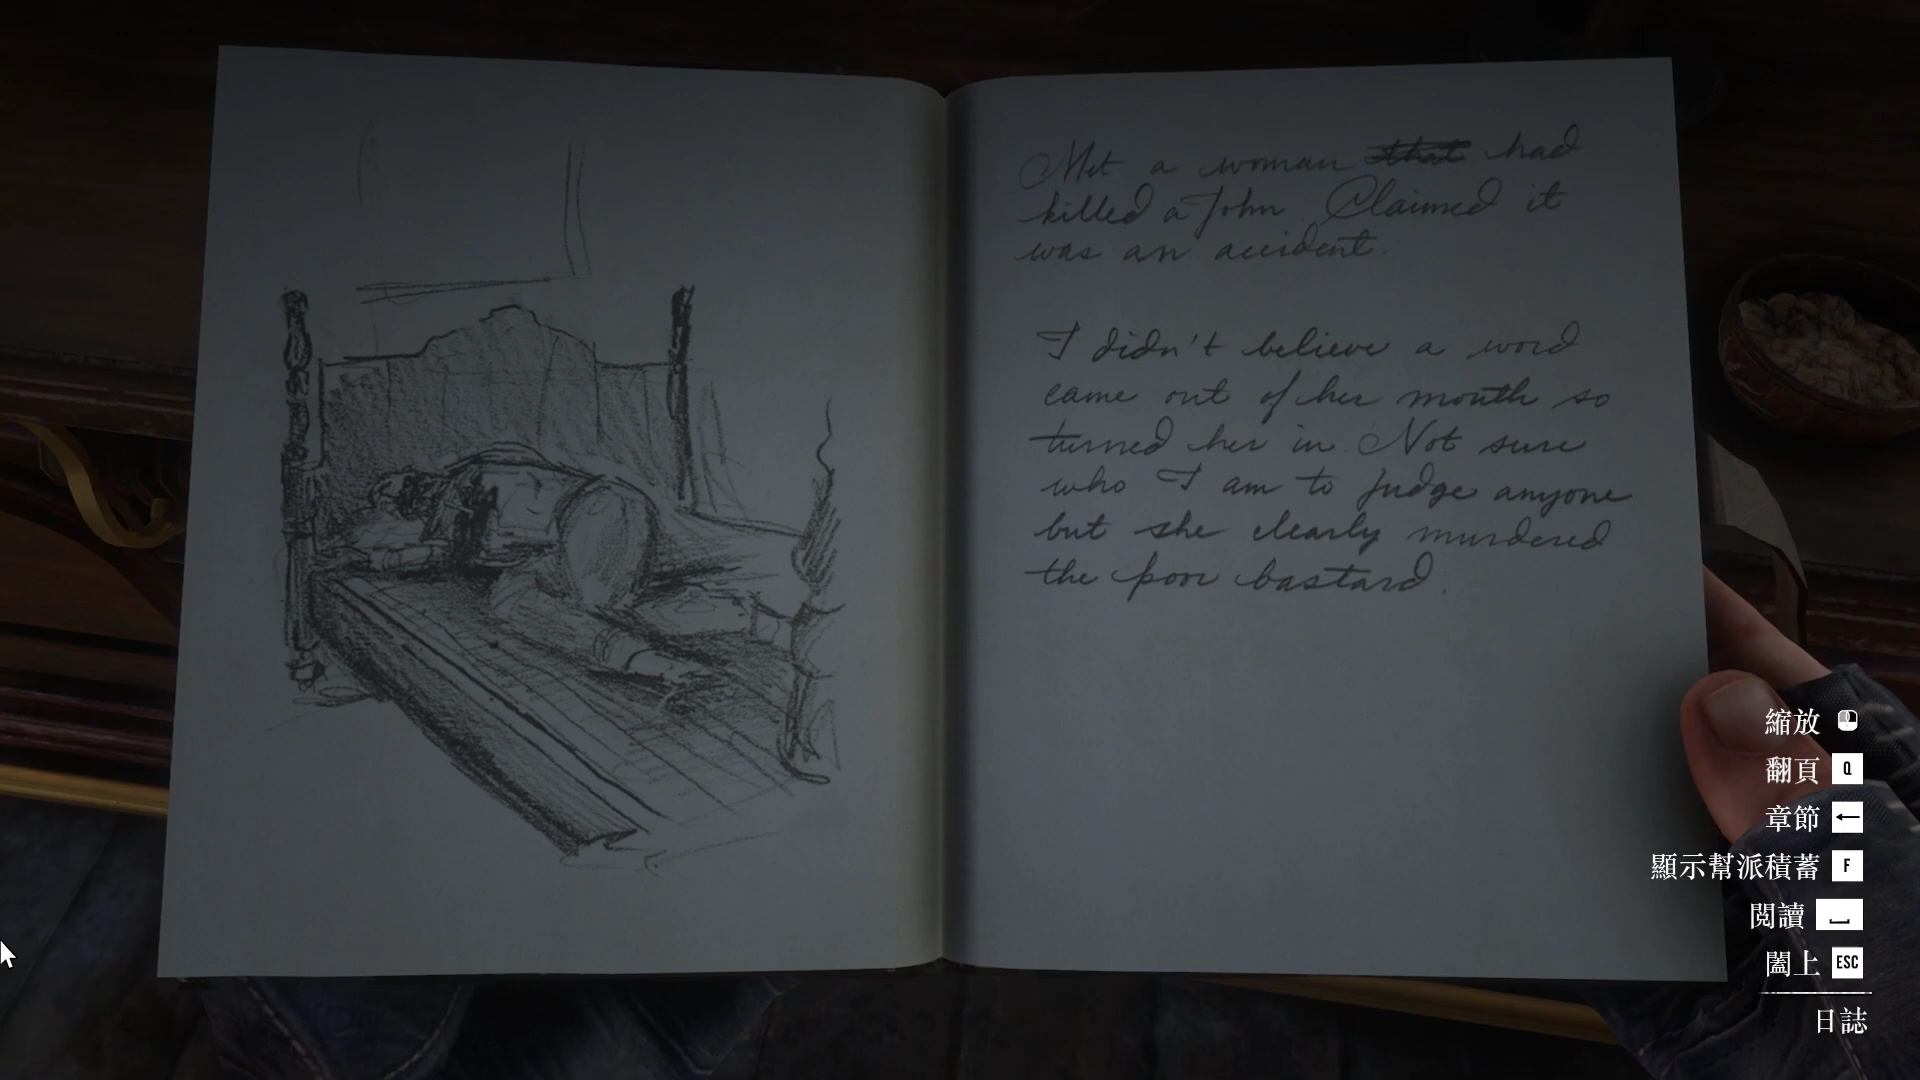 Met a woman that had
killed a John. Claimed it
was an accident.
I didn't believe a word
came out of her mouth so
turned her in. Not sure
who I am to judge anyone
but she clearly murdered
the poor bastard.
縮放
翻頁 Q
章節
顯示幫派積蓄 F
閱讀
闔上 ESC
日誌